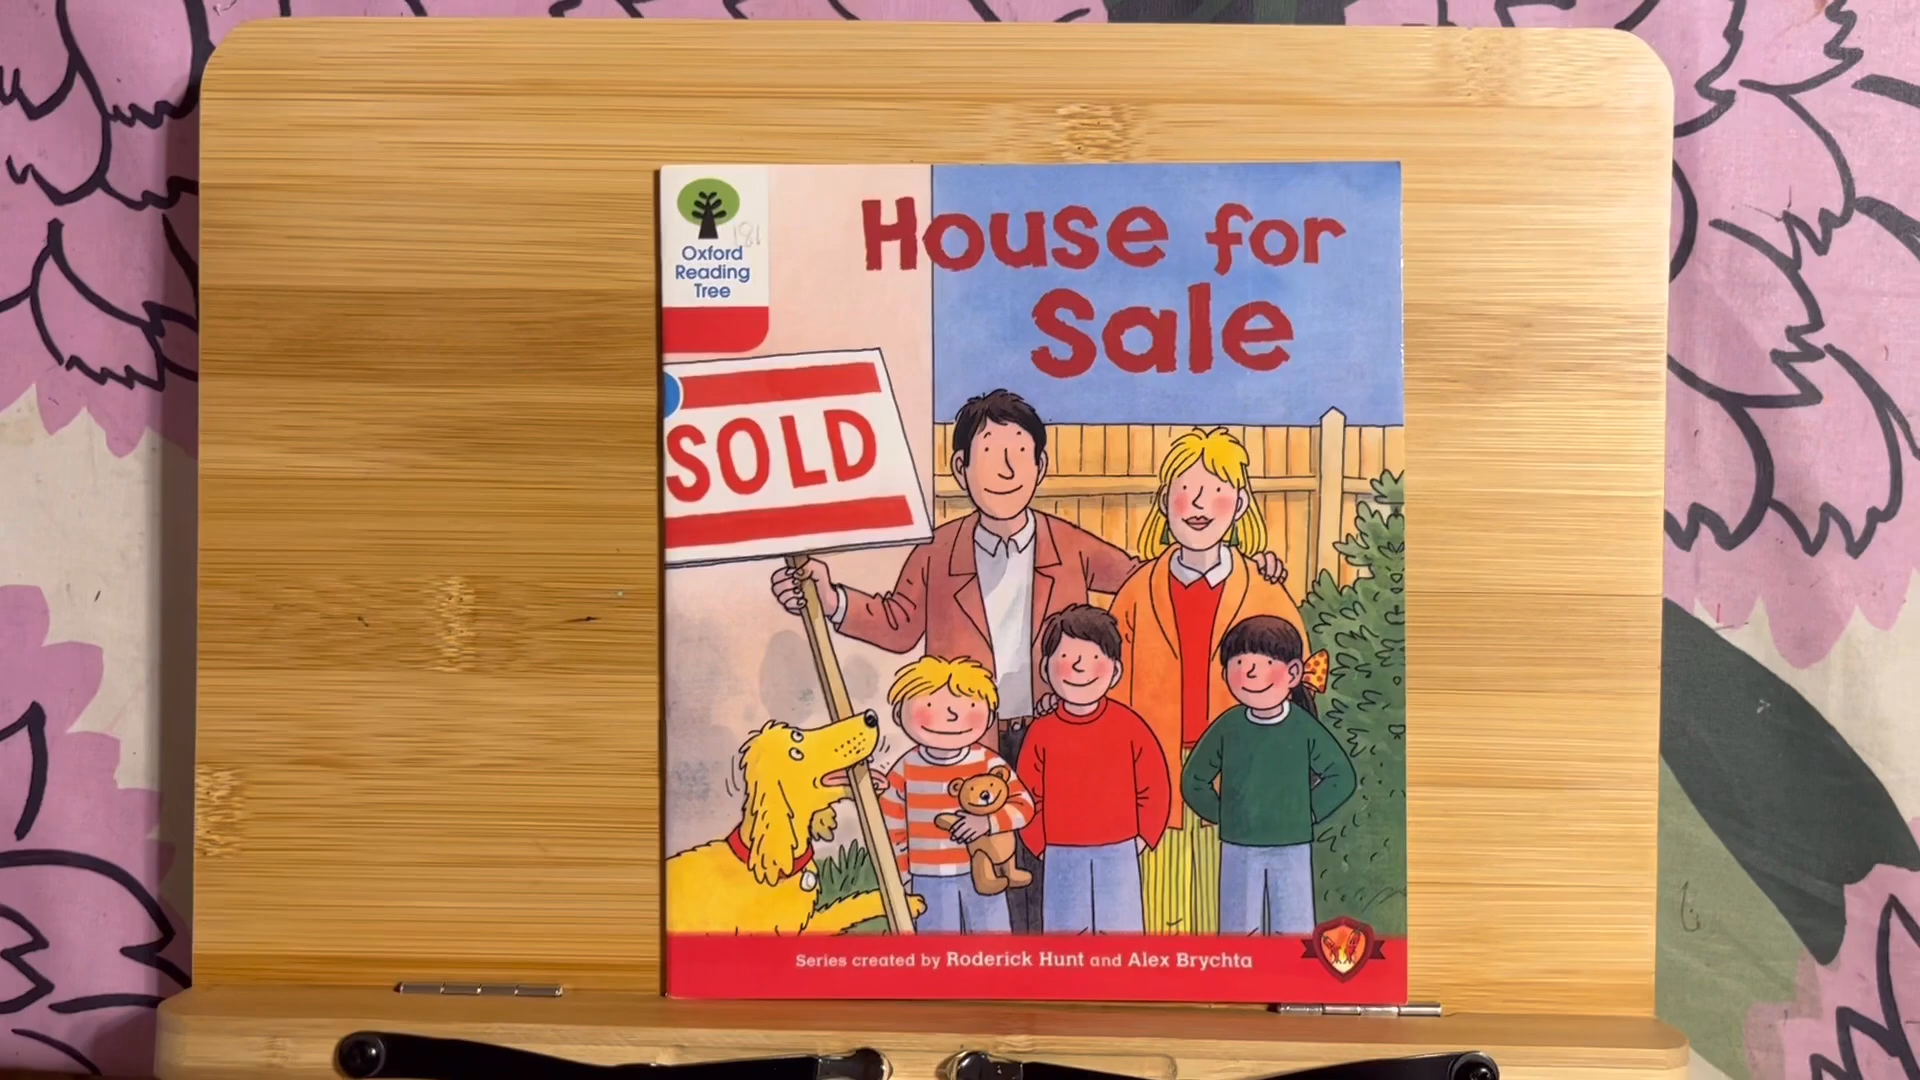 Oxford
Reading
Tree
181
House for
Sale
SOLD
Series created by Roderick Hunt and Alex Brychta